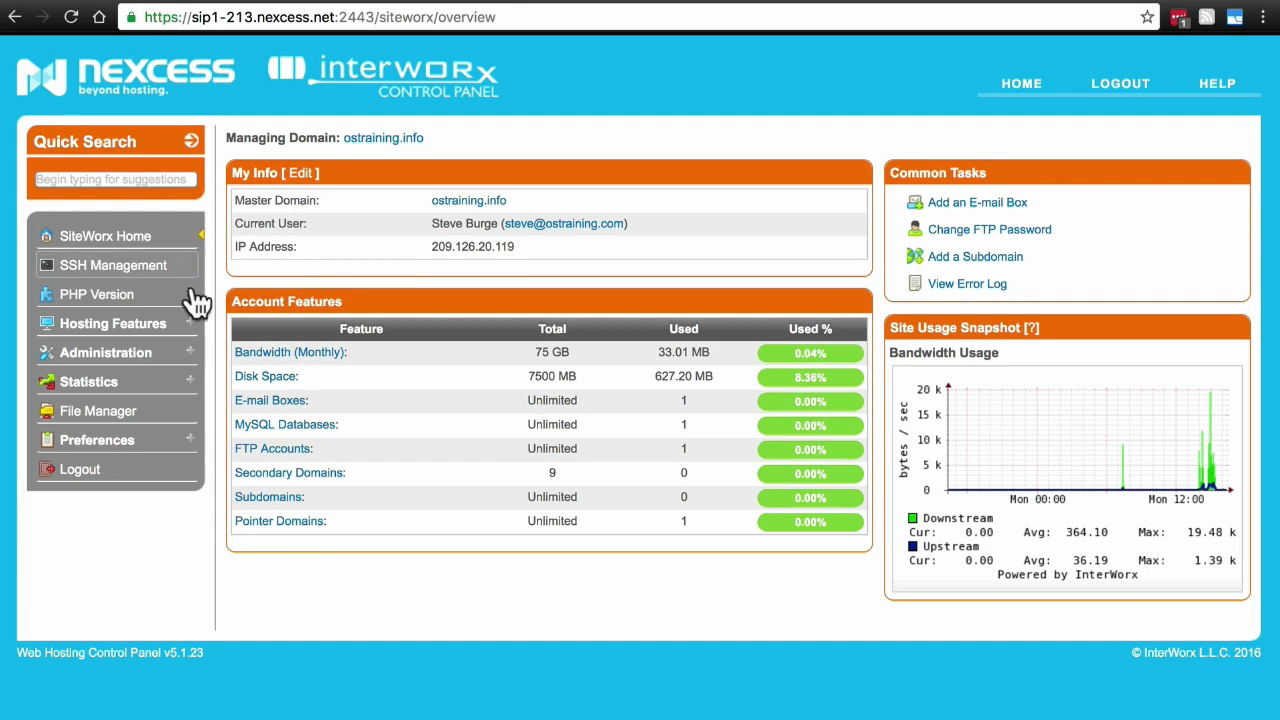 https://sip1-213.nexcess.net:2443/siteworx/overview
1
NEXCESS
beyond hosting.
interworx
CONTROL PANEL
HOME LOGOUT HELP
Quick Search
Begin typing for suggestions
SiteWorx Home
SSH Management
PHP Version
Hosting Features
Administration
Statistics
File Manager
Preferences
Logout
Managing Domain: ostraining.info
My Info [ Edit ]
Master Domain: ostraining.info
Current User: Steve Burge (steve@ostraining.com)
IP Address: 209.126.20.119
Account Features
Feature Total Used Used %
Bandwidth (Monthly): 75 GB 33.01 MB 0.04%
Disk Space: 7500 MB 627.20 MB 8.36%
E-mail Boxes: Unlimited 1 0.00%
MySQL Databases: Unlimited 1 0.00%
FTP Accounts: Unlimited 1 0.00%
Secondary Domains: 9 0 0.00%
Subdomains: Unlimited 0 0.00%
Pointer Domains: Unlimited 1 0.00%
Common Tasks
Add an E-mail Box
Change FTP Password
Add a Subdomain
View Error Log
Site Usage Snapshot [?]
Bandwidth Usage
bytes / sec
20 k
15 k
10 k
5 k
0
Mon 00:00 Mon 12:00
Downstream
Cur: 0.00 Avg: 364.10 Max: 19.48 k
Upstream
Cur: 0.00 Avg: 36.19 Max: 1.39 k
Powered by InterWorx
Web Hosting Control Panel v5.1.23
© InterWorx L.L.C. 2016